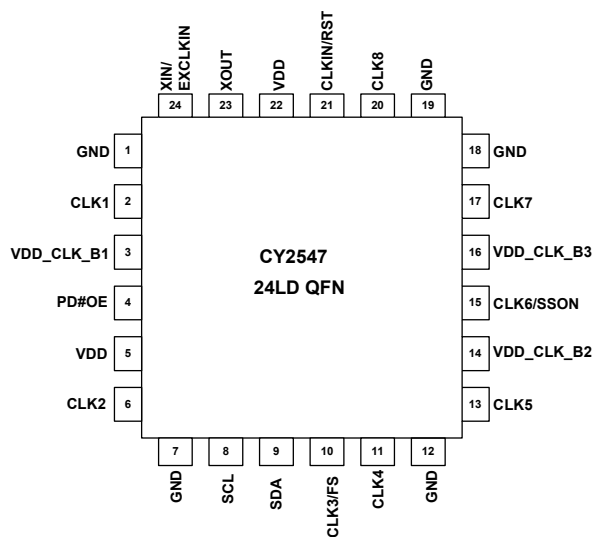 XIN/
EXCLKIN
XOUT
VDD
CLKIN/RST
CLK8
GND
24
23
22
21
20
19
GND 1
18 GND
CLK1 2
17 CLK7
VDD_CLK_B1 3
16 VDD_CLK_B3
CY2547
24LD QFN
PD#OE 4
15 CLK6/SSON
VDD 5
14 VDD_CLK_B2
CLK2 6
13 CLK5
7
8
9
10
11
12
GND
SCL
SDA
CLK3/FS
CLK4
GND